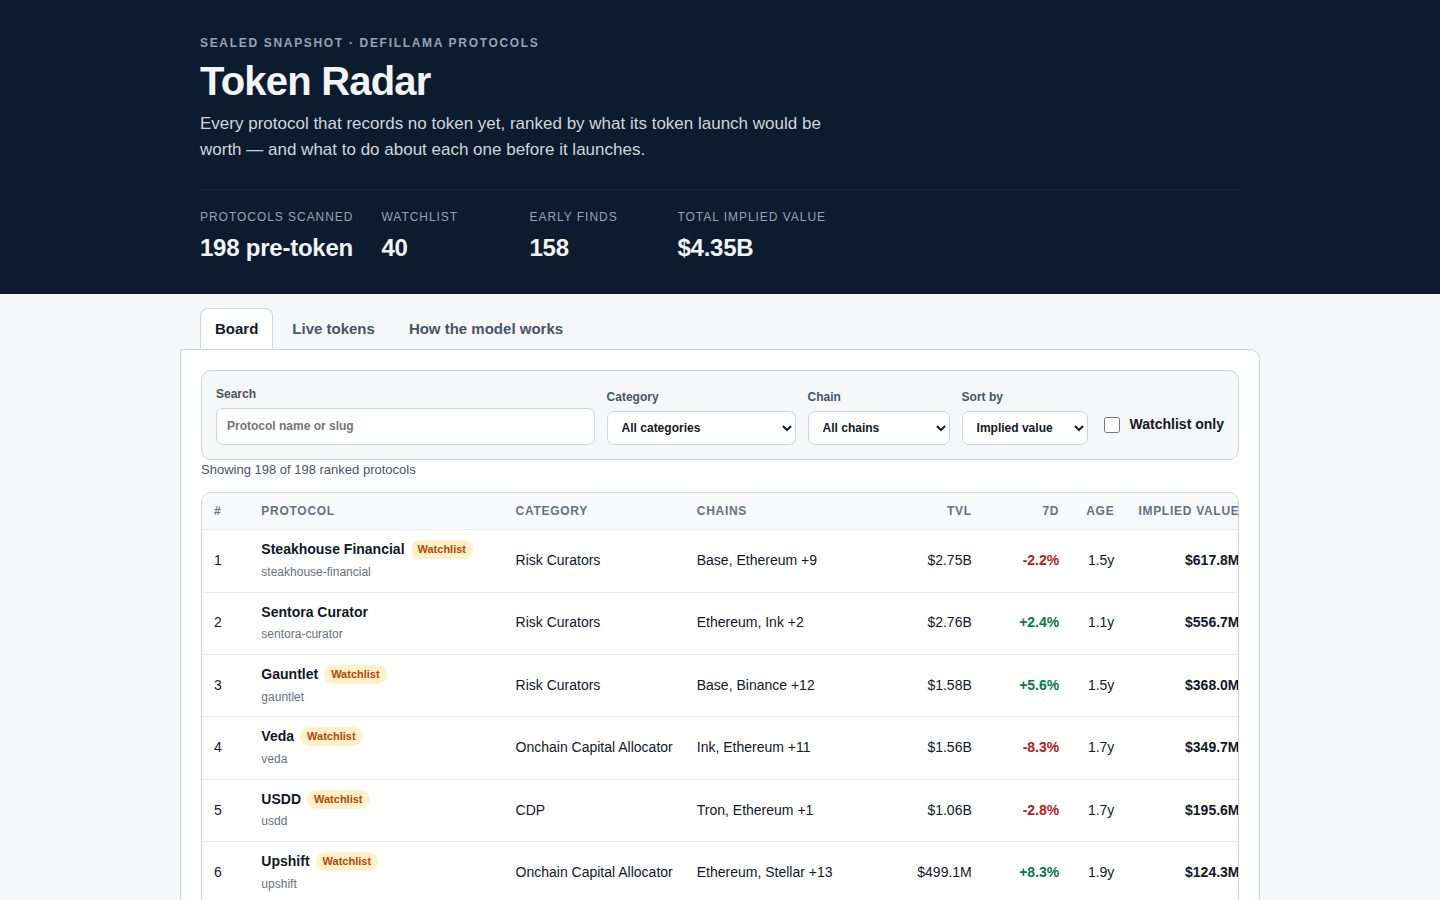 SEALED SNAPSHOT · DEFILLAMA PROTOCOLS
Token Radar
Every protocol that records no token yet, ranked by what its token launch would be
worth — and what to do about each one before it launches.
PROTOCOLS SCANNED WATCHLIST EARLY FINDS TOTAL IMPLIED VALUE
198 pre-token 40 158 $4.35B
Board Live tokens How the model works
Search Category Chain Sort by
Protocol name or slug All categories All chains Implied value Watchlist only
Showing 198 of 198 ranked protocols
# PROTOCOL CATEGORY CHAINS TVL 7D AGE IMPLIED VALUE
1 Steakhouse Financial Watchlist Risk Curators Base, Ethereum +9 $2.75B -2.2% 1.5y $617.8M
steakhouse-financial
2 Sentora Curator Risk Curators Ethereum, Ink +2 $2.76B +2.4% 1.1y $556.7M
sentora-curator
3 Gauntlet Watchlist Risk Curators Base, Binance +12 $1.58B +5.6% 1.5y $368.0M
gauntlet
4 Veda Watchlist Onchain Capital Allocator Ink, Ethereum +11 $1.56B -8.3% 1.7y $349.7M
veda
5 USDD Watchlist CDP Tron, Ethereum +1 $1.06B -2.8% 1.7y $195.6M
usdd
6 Upshift Watchlist Onchain Capital Allocator Ethereum, Stellar +13 $499.1M +8.3% 1.9y $124.3M
upshift